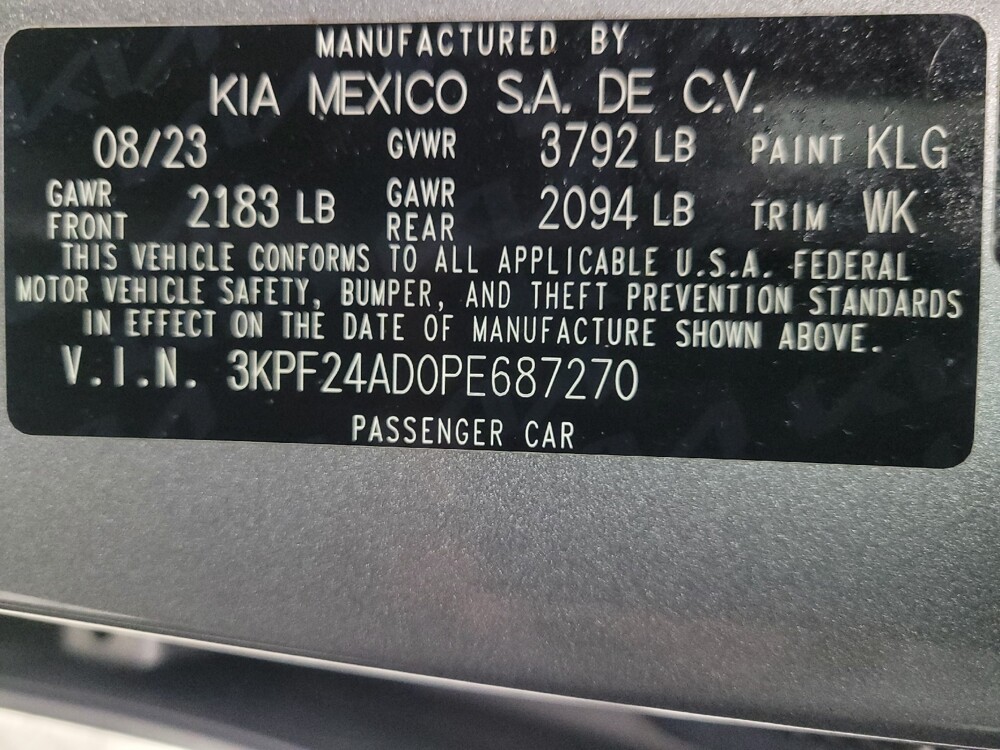 MANUFACTURED BY
KIA MEXICO S.A. DE C.V.
08/23 GVWR 3792 LB PAINT KLG
GAWR FRONT 2183 LB GAWR REAR 2094 LB TRIM WK
THIS VEHICLE CONFORMS TO ALL APPLICABLE U.S.A. FEDERAL
MOTOR VEHICLE SAFETY, BUMPER, AND THEFT PREVENTION STANDARDS
IN EFFECT ON THE DATE OF MANUFACTURE SHOWN ABOVE.
V.I.N. 3KPF24AD0PE687270
PASSENGER CAR